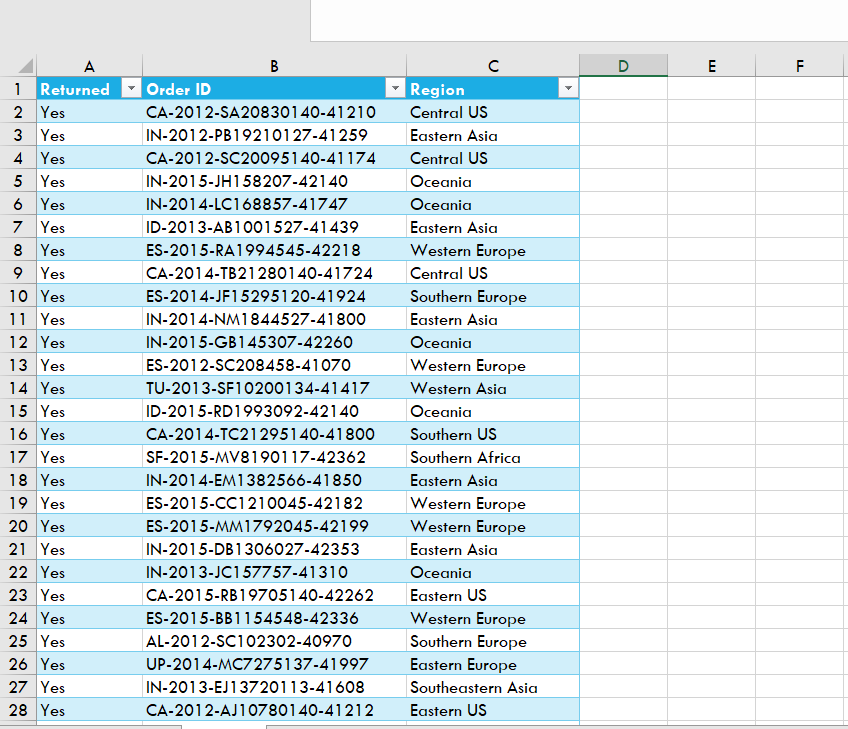 A B C D E F
1 Returned Order ID Region
2 Yes CA-2012-SA20830140-41210 Central US
3 Yes IN-2012-PB19210127-41259 Eastern Asia
4 Yes CA-2012-SC20095140-41174 Central US
5 Yes IN-2015-JH158207-42140 Oceania
6 Yes IN-2014-LC168857-41747 Oceania
7 Yes ID-2013-AB1001527-41439 Eastern Asia
8 Yes ES-2015-RA1994545-42218 Western Europe
9 Yes CA-2014-TB21280140-41724 Central US
10 Yes ES-2014-JF15295120-41924 Southern Europe
11 Yes IN-2014-NM1844527-41800 Eastern Asia
12 Yes IN-2015-GB145307-42260 Oceania
13 Yes ES-2012-SC208458-41070 Western Europe
14 Yes TU-2013-SF10200134-41417 Western Asia
15 Yes ID-2015-RD1993092-42140 Oceania
16 Yes CA-2014-TC21295140-41800 Southern US
17 Yes SF-2015-MV8190117-42362 Southern Africa
18 Yes IN-2014-EM1382566-41850 Eastern Asia
19 Yes ES-2015-CC1210045-42182 Western Europe
20 Yes ES-2015-MM1792045-42199 Western Europe
21 Yes IN-2015-DB1306027-42353 Eastern Asia
22 Yes IN-2013-JC157757-41310 Oceania
23 Yes CA-2015-RB19705140-42262 Eastern US
24 Yes ES-2015-BB1154548-42336 Western Europe
25 Yes AL-2012-SC102302-40970 Southern Europe
26 Yes UP-2014-MC7275137-41997 Eastern Europe
27 Yes IN-2013-EJ13720113-41608 Southeastern Asia
28 Yes CA-2012-AJ10780140-41212 Eastern US